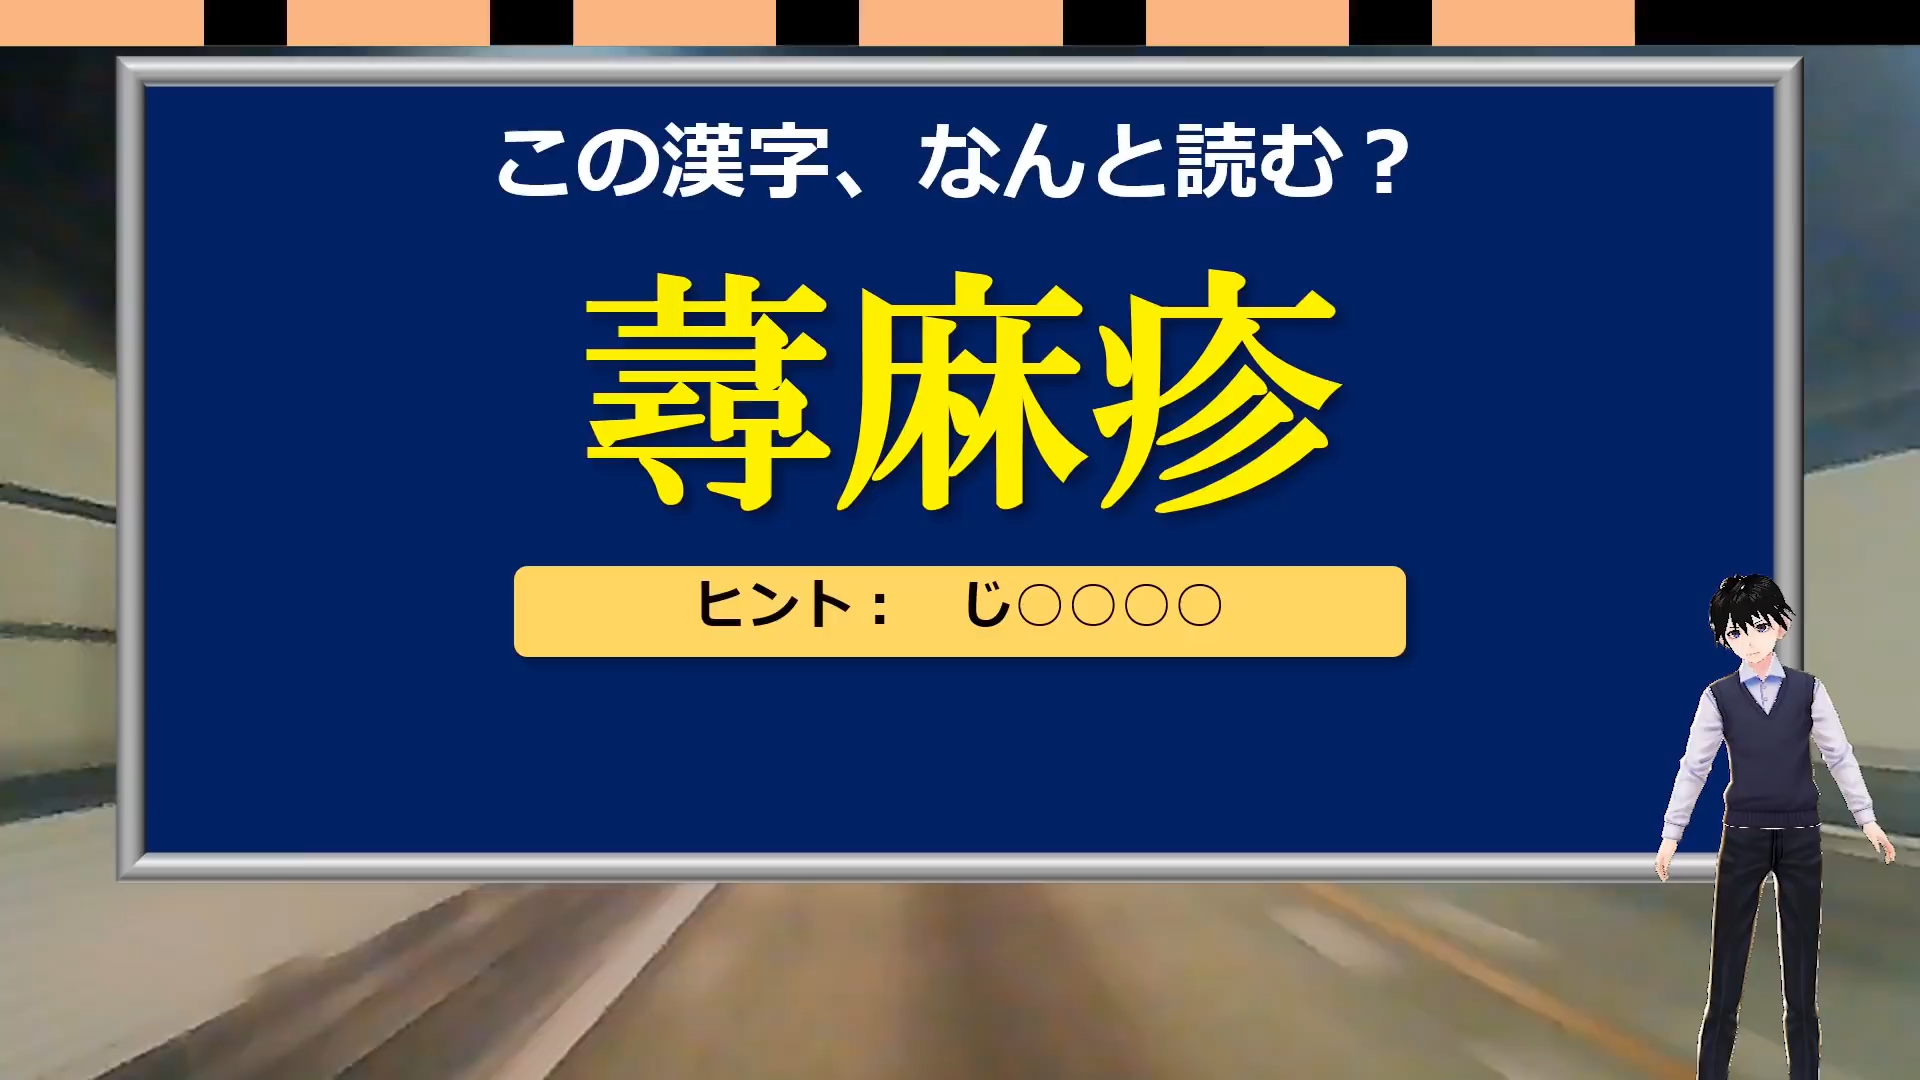 この漢字、なんと読む？
蕁麻疹
ヒント：　じ○○○○